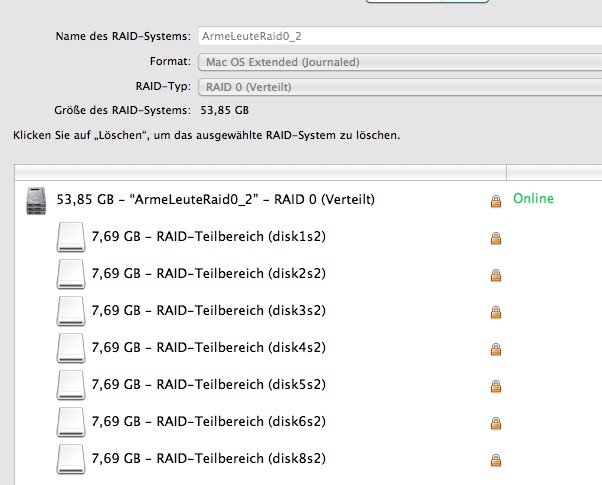 Name des RAID-Systems: ArmeLeuteRaid0_2
Format: Mac OS Extended (Journaled)
RAID-Typ: RAID 0 (Verteilt)
Größe des RAID-Systems: 53,85 GB
Klicken Sie auf „Löschen“, um das ausgewählte RAID-System zu löschen.
53,85 GB – “ArmeLeuteRaid0_2” – RAID 0 (Verteilt) Online
7,69 GB – RAID-Teilbereich (disk1s2)
7,69 GB – RAID-Teilbereich (disk2s2)
7,69 GB – RAID-Teilbereich (disk3s2)
7,69 GB – RAID-Teilbereich (disk4s2)
7,69 GB – RAID-Teilbereich (disk5s2)
7,69 GB – RAID-Teilbereich (disk6s2)
7,69 GB – RAID-Teilbereich (disk8s2)